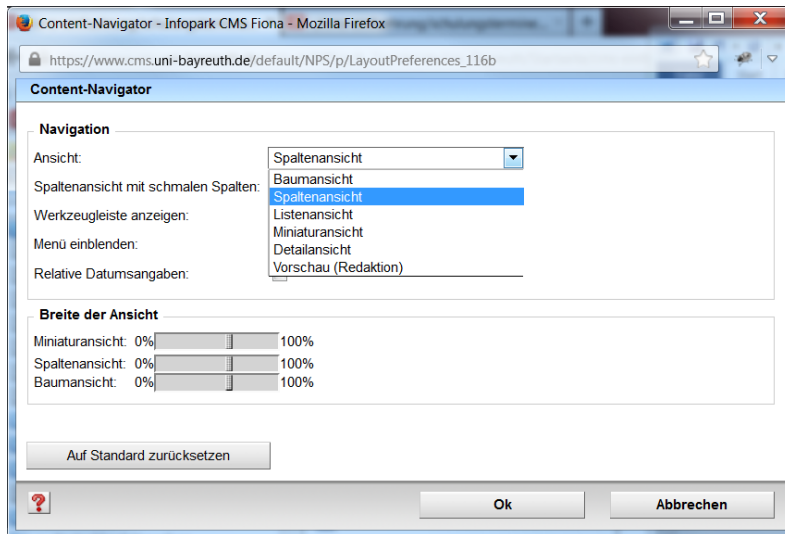 Content-Navigator - Infopark CMS Fiona - Mozilla Firefox
https://www.cms.uni-bayreuth.de/default/NPS/p/LayoutPreferences_116b
Content-Navigator
Navigation
Ansicht: Spaltenansicht
Baumansicht
Spaltenansicht mit schmalen Spalten: Spaltenansicht
Werkzeugleiste anzeigen: Listenansicht
Miniaturansicht
Menü einblenden: Detailansicht
Vorschau (Redaktion)
Relative Datumsangaben:
Breite der Ansicht
Miniaturansicht: 0% 100%
Spaltenansicht: 0% 100%
Baumansicht: 0% 100%
Auf Standard zurücksetzen
? Ok Abbrechen